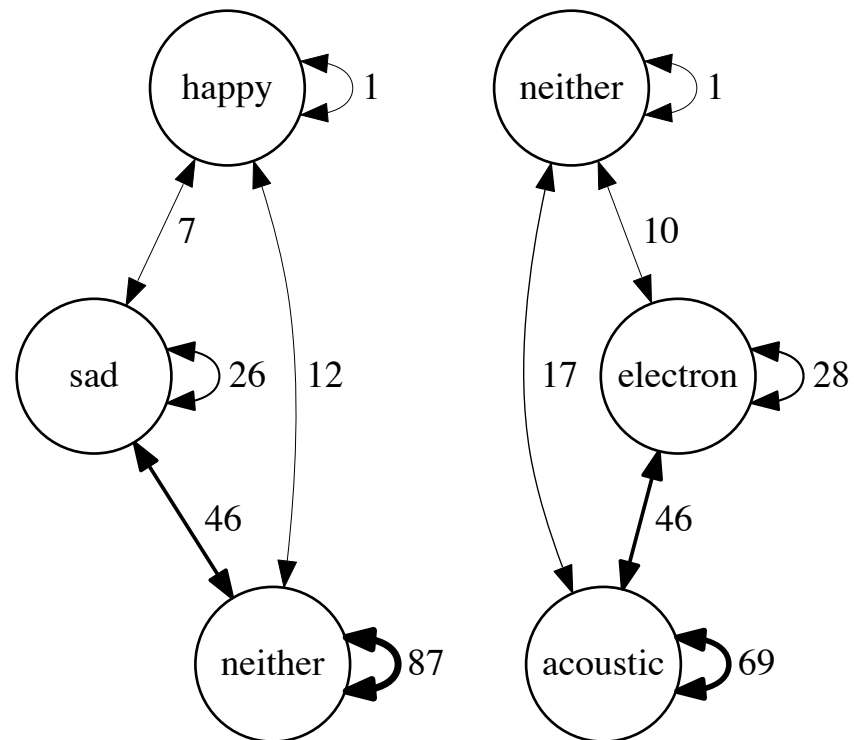 happy
1
7
sad
26
12
46
neither
87
neither
1
10
17
electron
28
46
acoustic
69